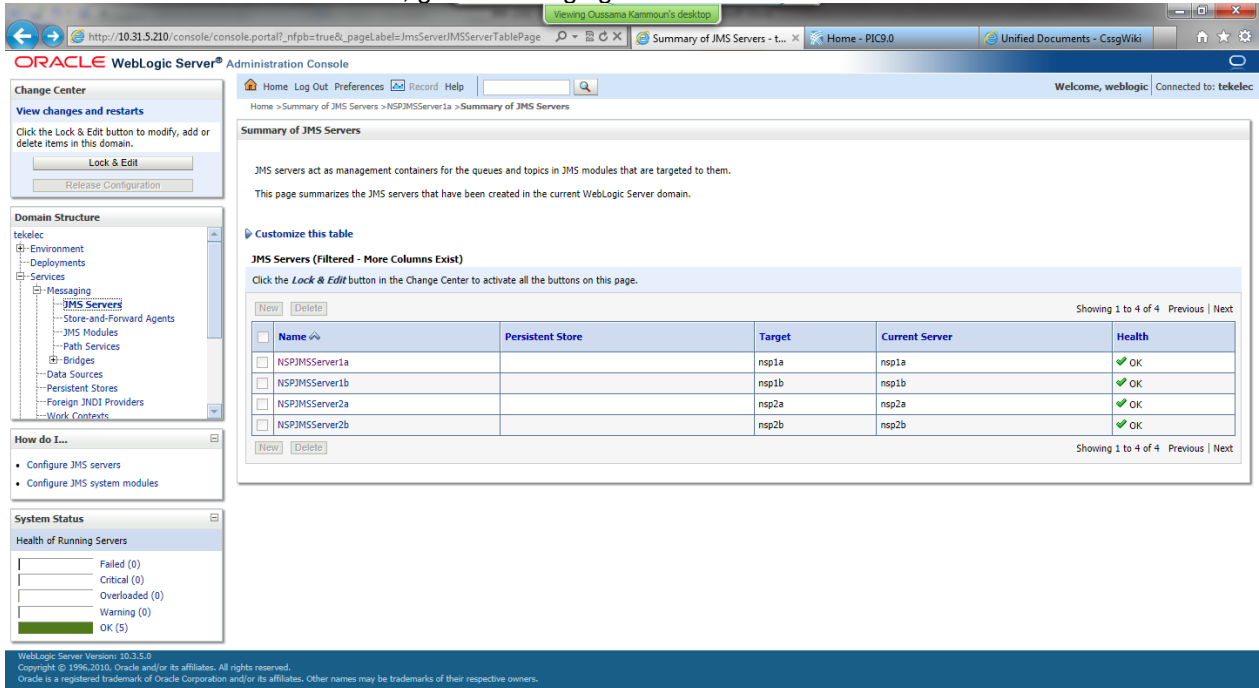 Viewing Oussama Kammoun's desktop
http://10.31.5.210/console/console.portal?_nfpb=true&_pageLabel=JmsServerJMSServerTablePage
Summary of JMS Servers - t...
Home - PIC9.0
Unified Documents - CssgWiki
ORACLE WebLogic Server® Administration Console
Change Center
View changes and restarts
Click the Lock & Edit button to modify, add or
delete items in this domain.
Lock & Edit
Release Configuration
Domain Structure
tekelec
Environment
Deployments
Services
Messaging
JMS Servers
Store-and-Forward Agents
JMS Modules
Path Services
Bridges
Data Sources
Persistent Stores
Foreign JNDI Providers
Work Contexts
How do I...
Configure JMS servers
Configure JMS system modules
System Status
Health of Running Servers
Failed (0)
Critical (0)
Overloaded (0)
Warning (0)
OK (5)
Home Log Out Preferences Record Help
Welcome, weblogic Connected to: tekelec
Home >Summary of JMS Servers >NSPJMSServer1a >Summary of JMS Servers
Summary of JMS Servers
JMS servers act as management containers for the queues and topics in JMS modules that are targeted to them.
This page summarizes the JMS servers that have been created in the current WebLogic Server domain.
Customize this table
JMS Servers (Filtered - More Columns Exist)
Click the Lock & Edit button in the Change Center to activate all the buttons on this page.
New Delete Showing 1 to 4 of 4 Previous | Next
Name Persistent Store Target Current Server Health
NSPJMSServer1a nsp1a nsp1a OK
NSPJMSServer1b nsp1b nsp1b OK
NSPJMSServer2a nsp2a nsp2a OK
NSPJMSServer2b nsp2b nsp2b OK
New Delete Showing 1 to 4 of 4 Previous | Next
WebLogic Server Version: 10.3.5.0
Copyright © 1996,2010, Oracle and/or its affiliates. All rights reserved.
Oracle is a registered trademark of Oracle Corporation and/or its affiliates. Other names may be trademarks of their respective owners.